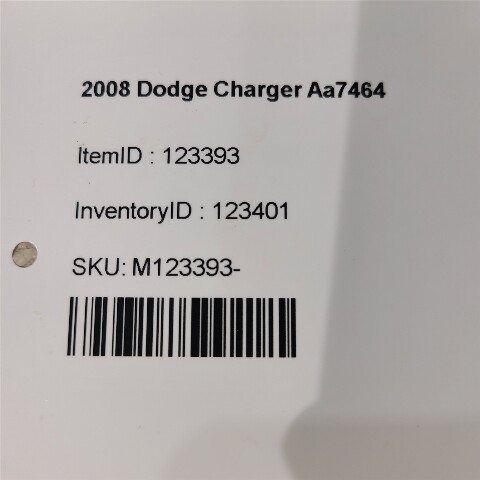 2008 Dodge Charger Aa7464
ItemID : 123393
InventoryID : 123401
SKU: M123393-